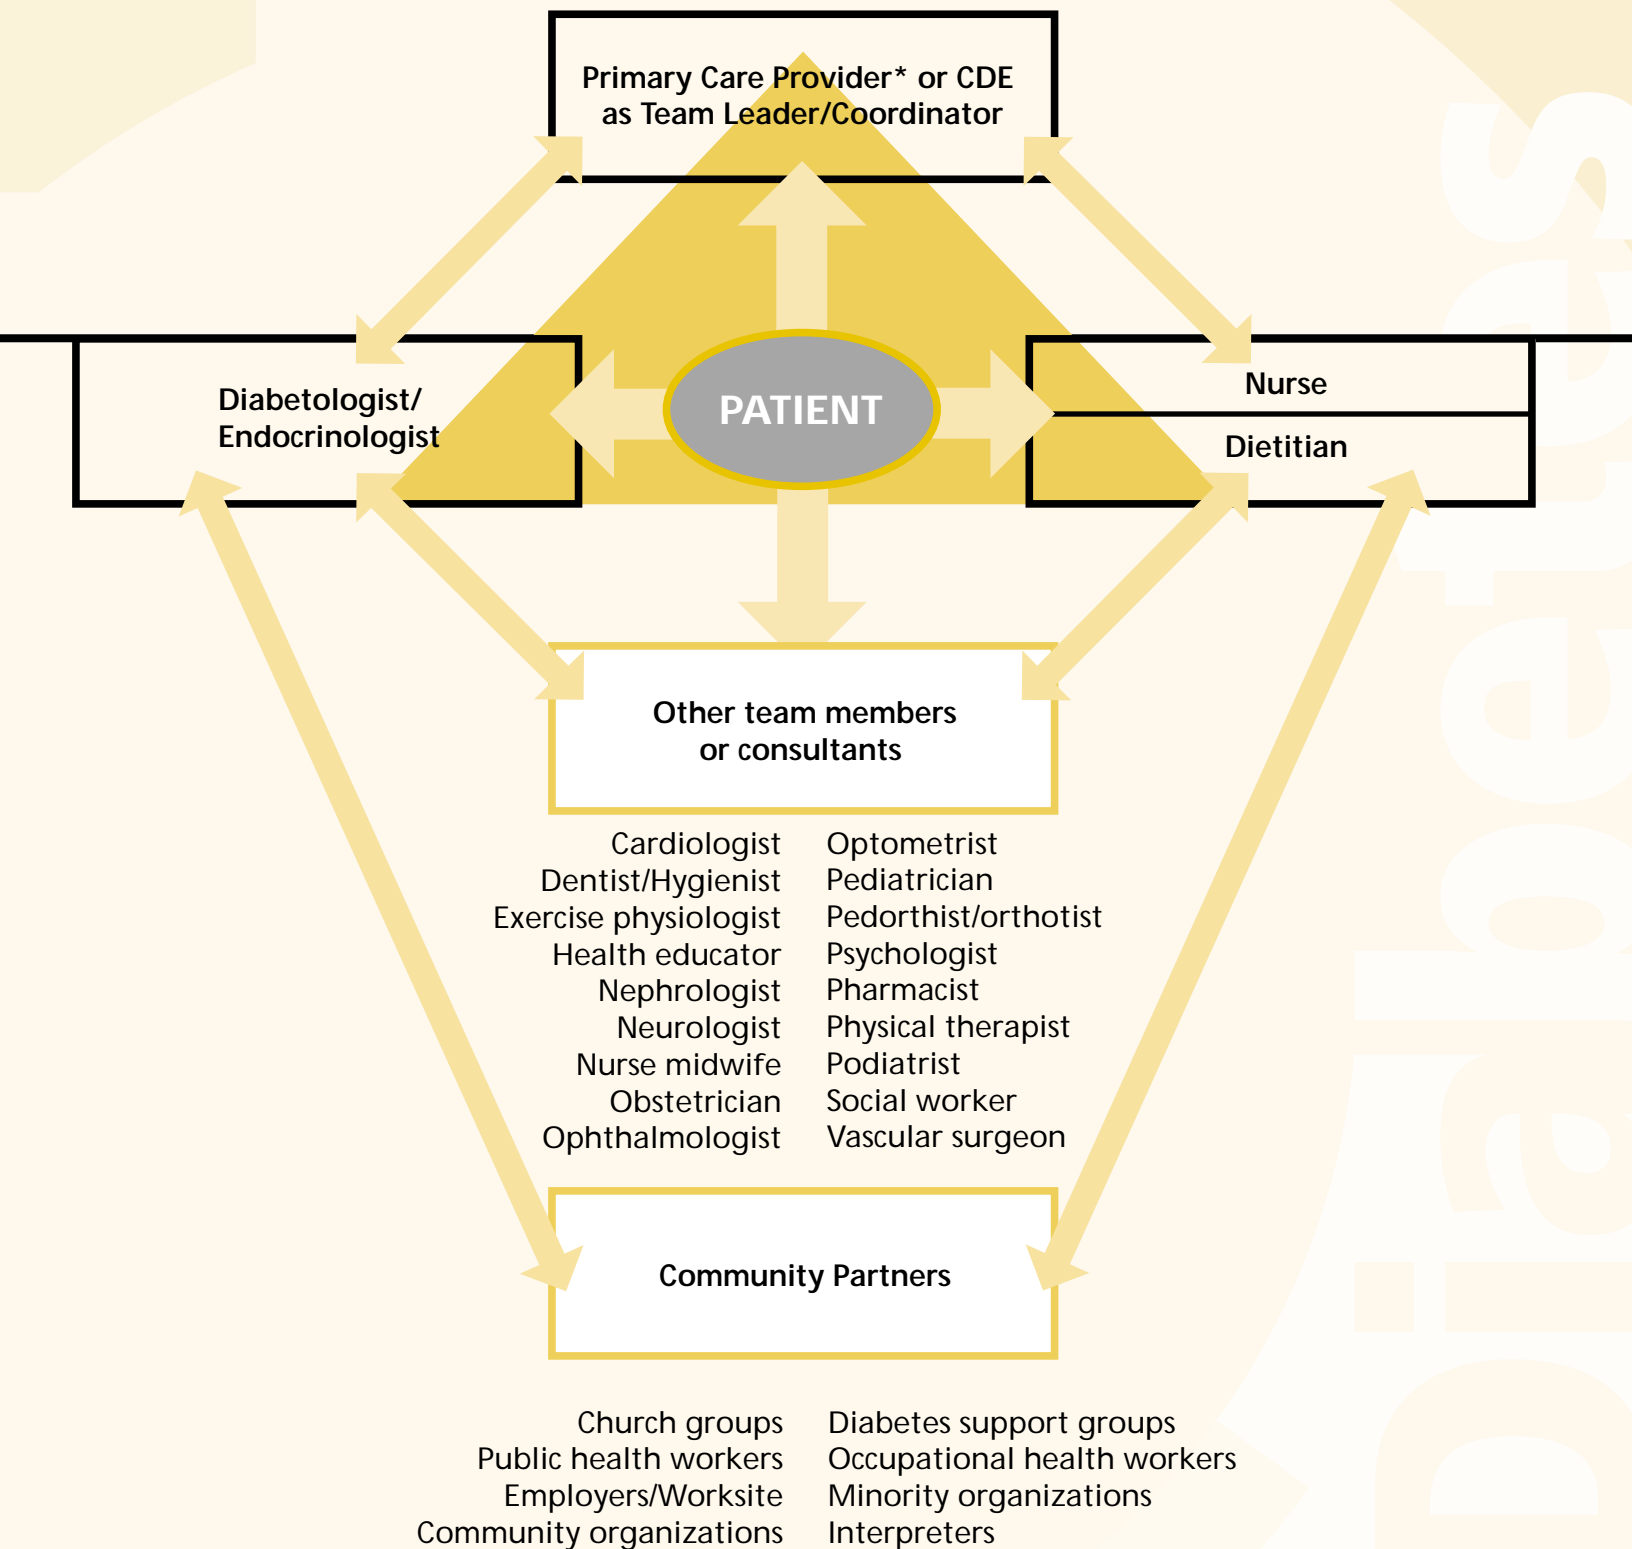 Primary Care Provider* or CDE
as Team Leader/Coordinator
Diabetologist/
Endocrinologist
PATIENT
Nurse
Dietitian
Other team members
or consultants
Cardiologist
Dentist/Hygienist
Exercise physiologist
Health educator
Nephrologist
Neurologist
Nurse midwife
Obstetrician
Ophthalmologist
Optometrist
Pediatrician
Pedorthist/orthotist
Psychologist
Pharmacist
Physical therapist
Podiatrist
Social worker
Vascular surgeon
Community Partners
Church groups
Public health workers
Employers/Worksite
Community organizations
Diabetes support groups
Occupational health workers
Minority organizations
Interpreters
Diabetes